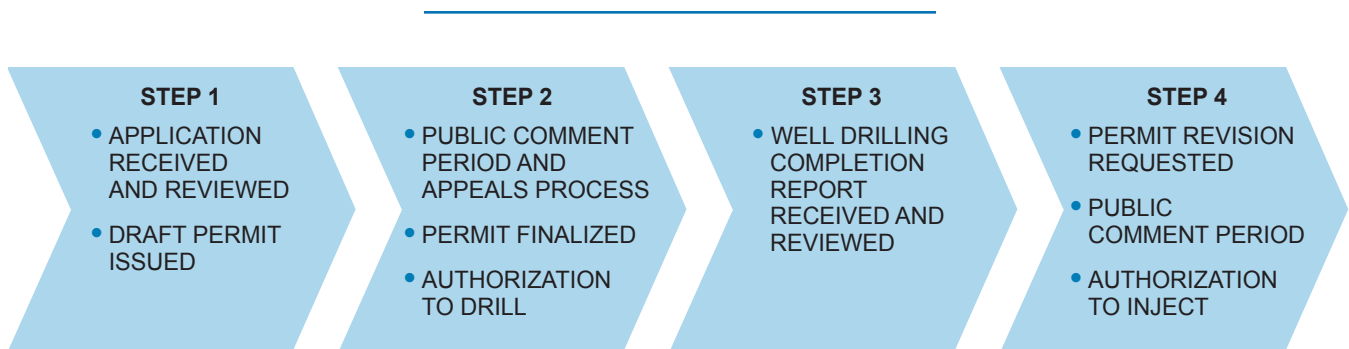 STEP 1
• APPLICATION
RECEIVED
AND REVIEWED
• DRAFT PERMIT
ISSUED
STEP 2
• PUBLIC COMMENT
PERIOD AND
APPEALS PROCESS
• PERMIT FINALIZED
• AUTHORIZATION
TO DRILL
STEP 3
• WELL DRILLING
COMPLETION
REPORT
RECEIVED AND
REVIEWED
STEP 4
• PERMIT REVISION
REQUESTED
• PUBLIC
COMMENT PERIOD
• AUTHORIZATION
TO INJECT